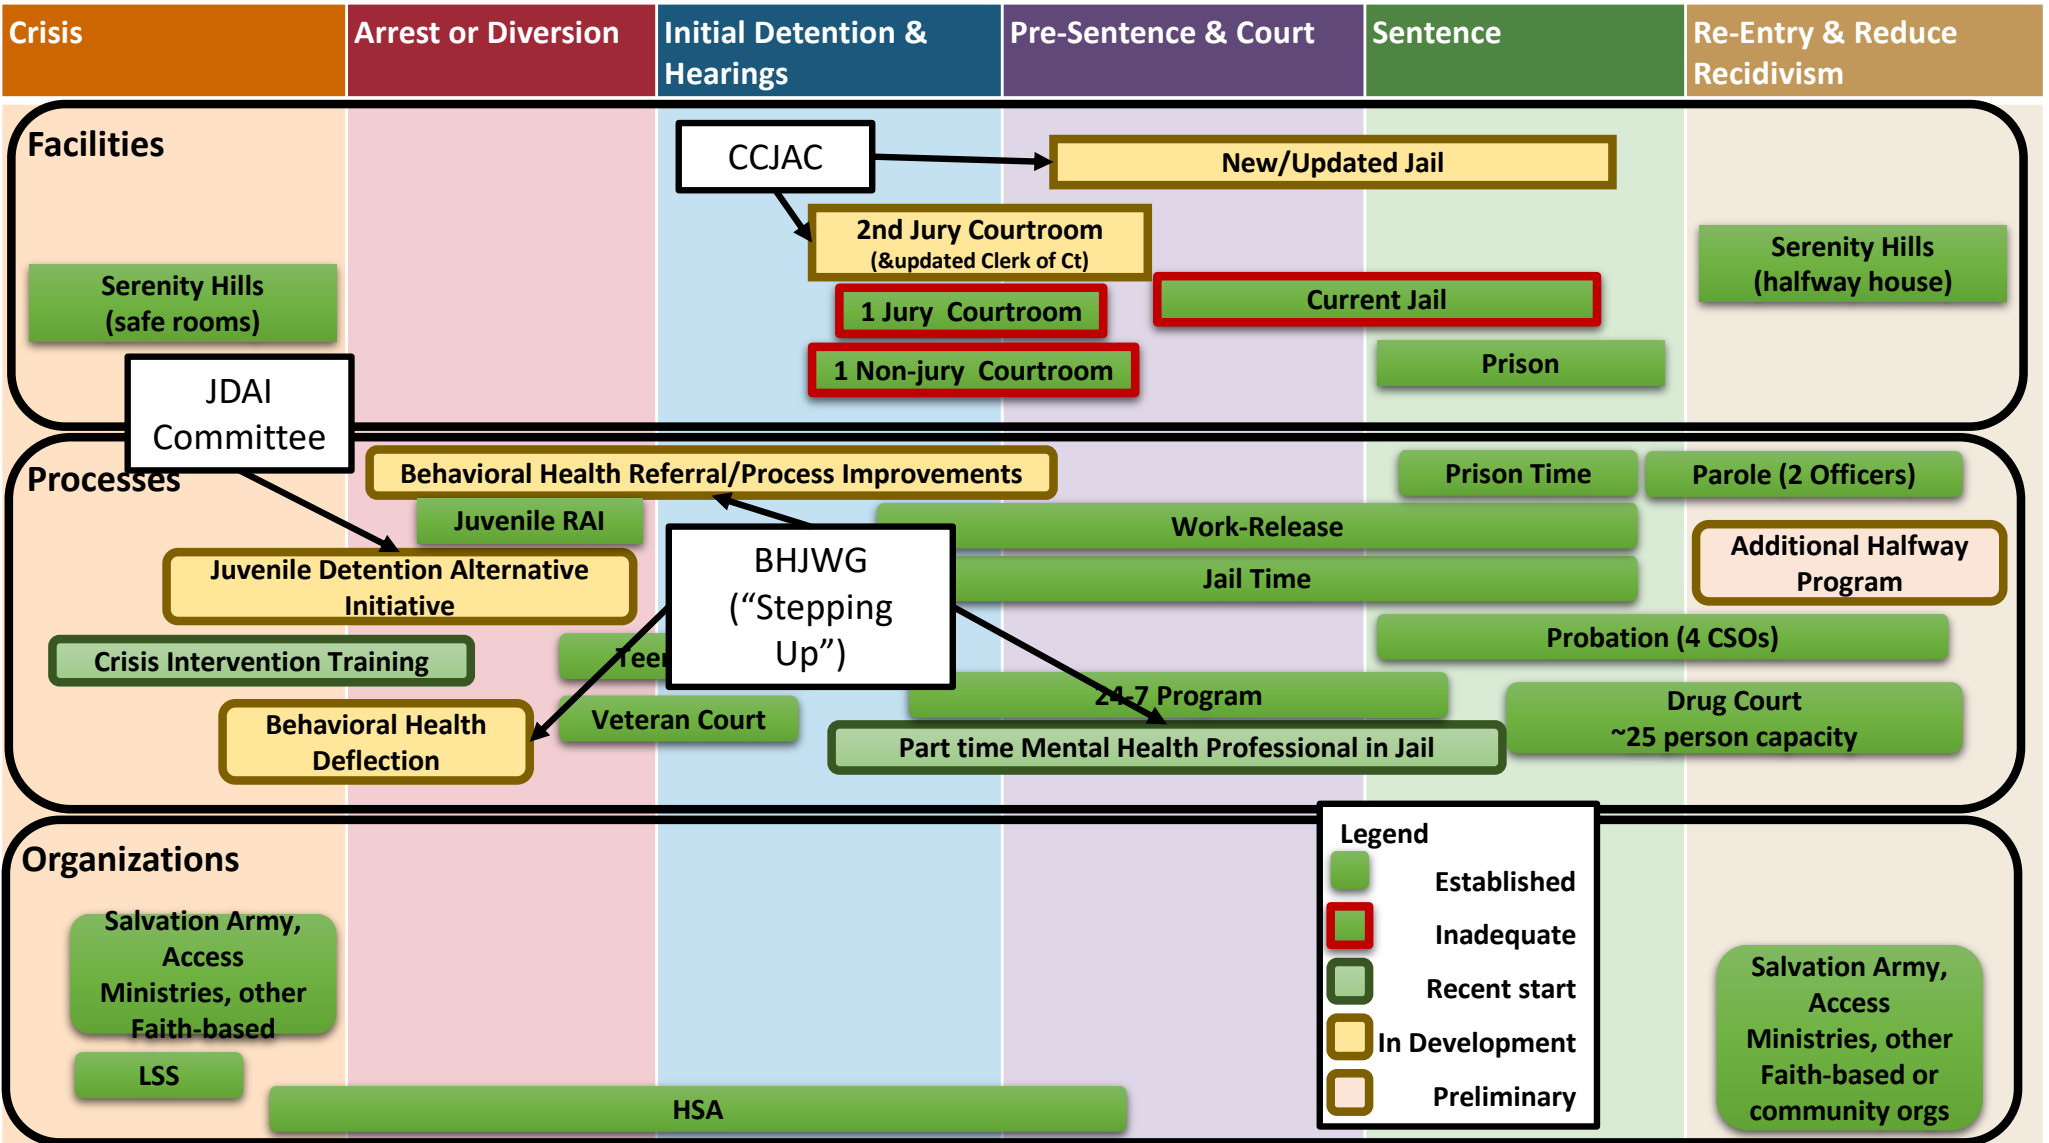 Crisis
Arrest or Diversion
Initial Detention &
Hearings
Pre-Sentence & Court
Sentence
Re-Entry & Reduce
Recidivism
Facilities
CCJAC
New/Updated Jail
2nd Jury Courtroom
(&updated Clerk of Ct)
Serenity Hills
(safe rooms)
1 Jury Courtroom
Current Jail
Serenity Hills
(halfway house)
1 Non-jury Courtroom
Prison
JDAI
Committee
Processes
Behavioral Health Referral/Process Improvements
Prison Time
Parole (2 Officers)
Juvenile RAI
Work-Release
Additional Halfway
Program
Juvenile Detention Alternative
Initiative
BHJWG
(“Stepping
Up”)
Jail Time
Probation (4 CSOs)
Crisis Intervention Training
24-7 Program
Drug Court
~25 person capacity
Veteran Court
Behavioral Health
Deflection
Part time Mental Health Professional in Jail
Organizations
Salvation Army,
Access
Ministries, other
Faith-based
LSS
HSA
Legend
Established
Inadequate
Recent start
In Development
Preliminary
Salvation Army,
Access
Ministries, other
Faith-based or
community orgs